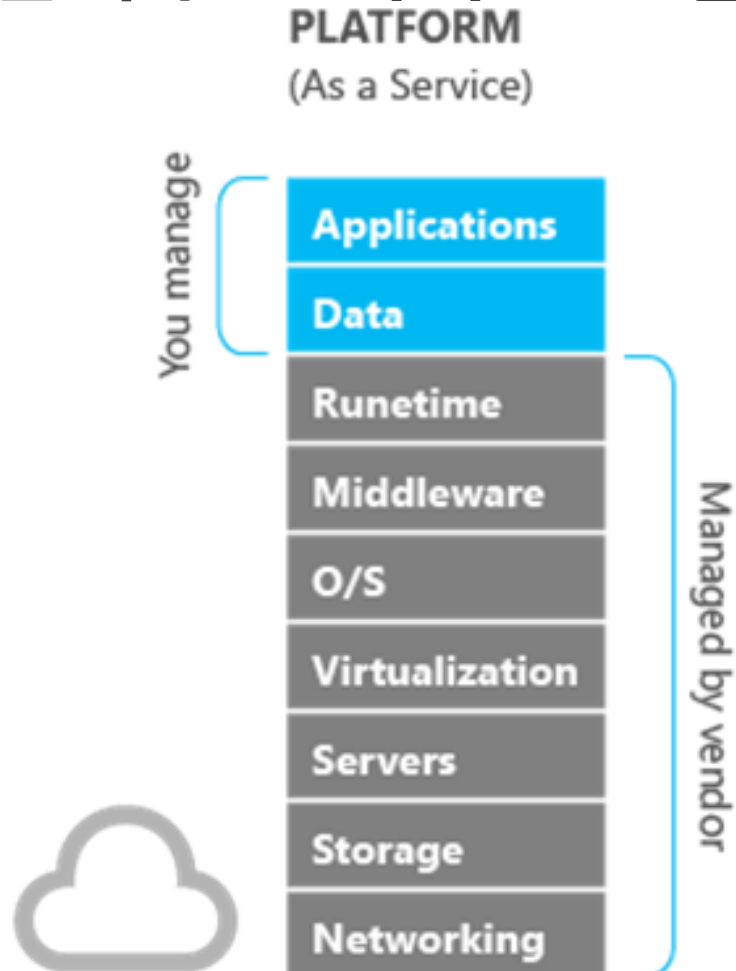 PLATFORM
(As a Service)
You manage
Applications
Data
Runetime
Middleware
O/S
Virtualization
Servers
Storage
Networking
Managed by vendor